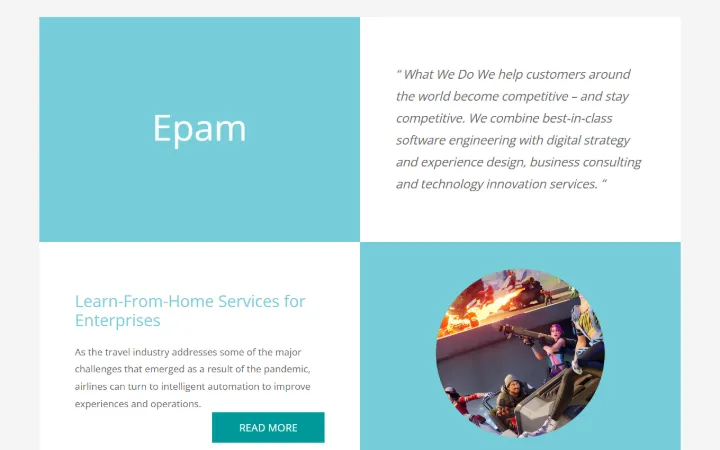 Epam
“ What We Do We help customers around
the world become competitive – and stay
competitive. We combine best-in-class
software engineering with digital strategy
and experience design, business consulting
and technology innovation services. ”
Learn-From-Home Services for
Enterprises
As the travel industry addresses some of the major
challenges that emerged as a result of the pandemic,
airlines can turn to intelligent automation to improve
experiences and operations.
READ MORE